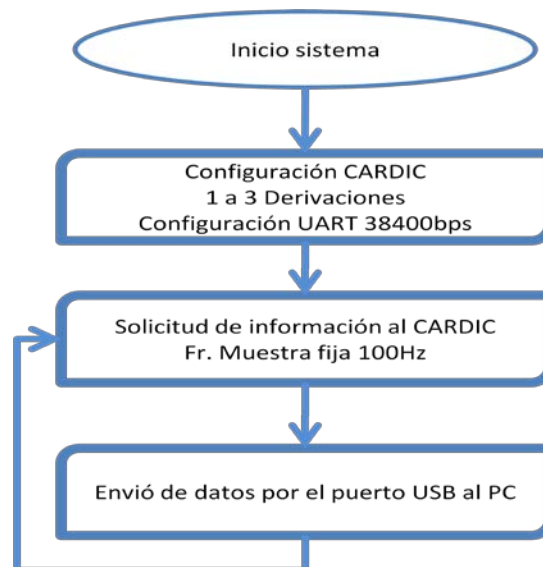 Inicio sistema
Configuración CARDIC
1 a 3 Derivaciones
Configuración UART 38400bps
Solicitud de información al CARDIC
Fr. Muestra fija 100Hz
Envió de datos por el puerto USB al PC